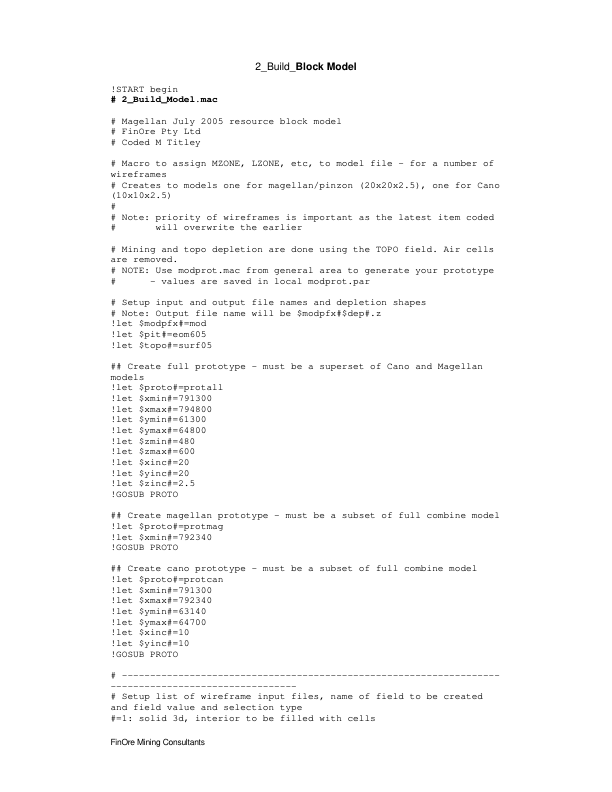 2_Build_Block Model
!START begin
# 2_Build_Model.mac
# Magellan July 2005 resource block model
# FinOre Pty Ltd
# Coded M Titley
# Macro to assign MZONE, LZONE, etc, to model file - for a number of
wireframes
# Creates to models one for magellan/pinzon (20x20x2.5), one for Cano
(10x10x2.5)
#
# Note: priority of wireframes is important as the latest item coded
#       will overwrite the earlier
# Mining and topo depletion are done using the TOPO field. Air cells
are removed.
# NOTE: Use modprot.mac from general area to generate your prototype
#      - values are saved in local modprot.par
# Setup input and output file names and depletion shapes
# Note: Output file name will be $modpfx#$dep#.z
!let $modpfx#=mod
!let $pit#=eom605
!let $topo#=surf05
## Create full prototype - must be a superset of Cano and Magellan
models
!let $proto#=protall
!let $xmin#=791300
!let $xmax#=794800
!let $ymin#=61300
!let $ymax#=64800
!let $zmin#=480
!let $zmax#=600
!let $xinc#=20
!let $yinc#=20
!let $zinc#=2.5
!GOSUB PROTO
## Create magellan prototype - must be a subset of full combine model
!let $proto#=protmag
!let $xmin#=792340
!GOSUB PROTO
## Create cano prototype - must be a subset of full combine model
!let $proto#=protcan
!let $xmin#=791300
!let $xmax#=792340
!let $ymin#=63140
!let $ymax#=64700
!let $xinc#=10
!let $yinc#=10
!GOSUB PROTO
# -------------------------------------------------------------------
---------------------------------
# Setup list of wireframe input files, name of field to be created
and field value and selection type
#=1: solid 3d, interior to be filled with cells
FinOre Mining Consultants